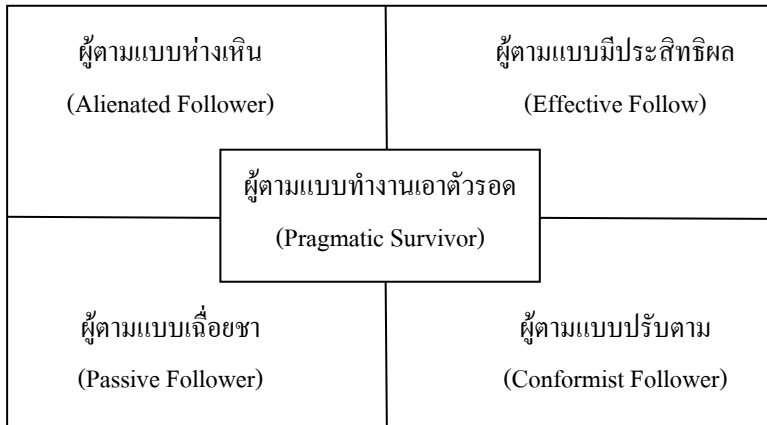 ผู้ตามแบบห่างเหิน
(Alienated Follower)
ผู้ตามแบบมีประสิทธิผล
(Effective Follow)
ผู้ตามแบบทำงานเอาตัวรอด
(Pragmatic Survivor)
ผู้ตามแบบเฉื่อยชา
(Passive Follower)
ผู้ตามแบบปรับตาม
(Conformist Follower)